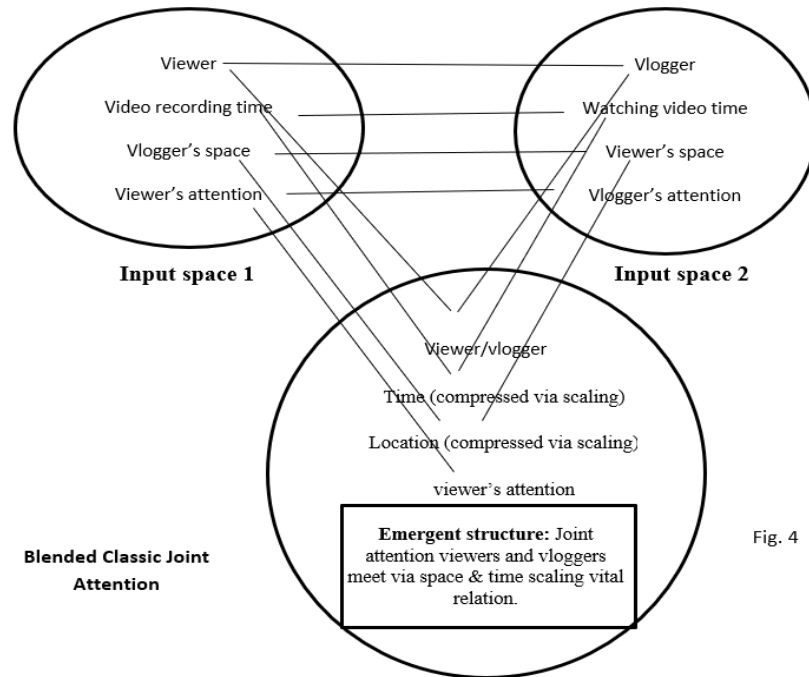 Viewer
Video recording time
Vlogger’s space
Viewer’s attention
Input space 1
Vlogger
Watching video time
Viewer’s space
Vlogger’s attention
Input space 2
Viewer/vlogger
Time (compressed via scaling)
Location (compressed via scaling)
viewer’s attention
Emergent structure: Joint
attention viewers and vloggers
meet via space & time scaling vital
relation.
Blended Classic Joint
Attention
Fig. 4